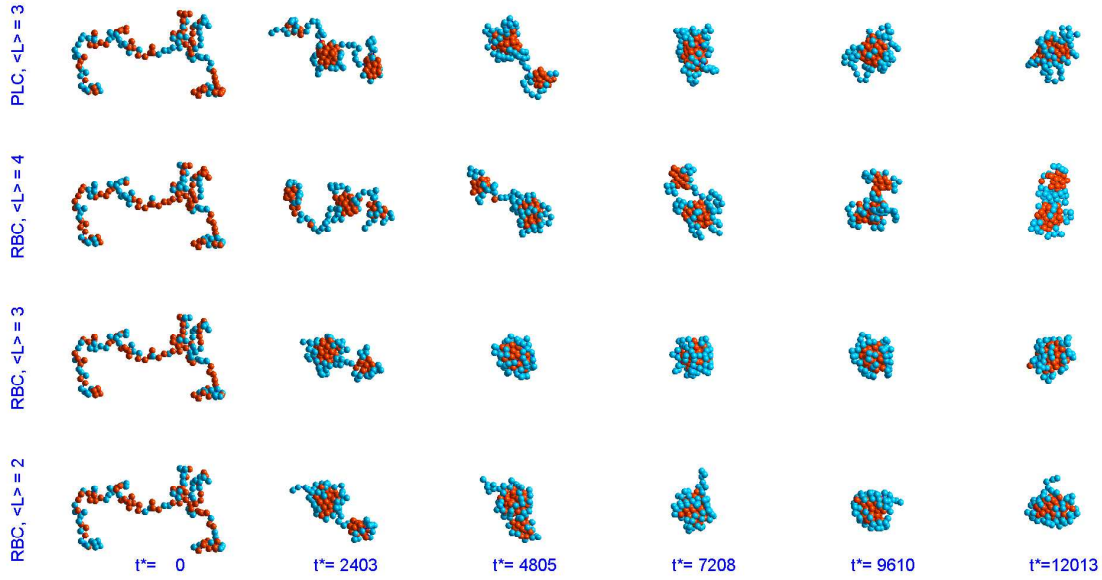 PLC, <L> = 3
RBC, <L> = 4
RBC, <L> = 3
RBC, <L> = 2
t*= 0
t*= 2403
t*= 4805
t*= 7208
t*= 9610
t*=12013